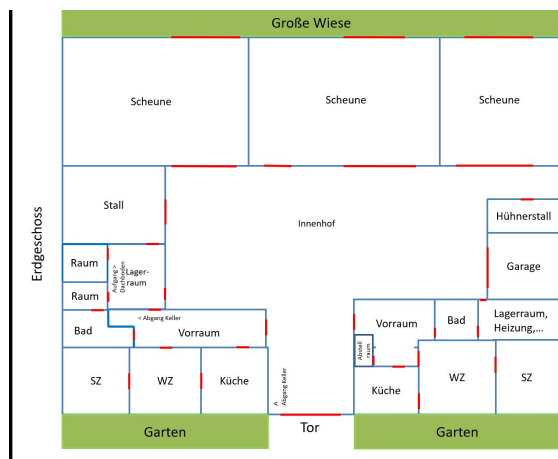 Große Wiese
Scheune
Scheune
Scheune
Erdgeschoss
Stall
Innenhof
Hühnerstall
Raum
Aufgang >
Dachboden
Lager-
raum
Garage
Raum
< Abgang Keller
Bad
Vorraum
Vorraum
Bad
Lagerraum,
Heizung,...
Abstell
raum
SZ
WZ
Küche
<
Abgang Keller
Küche
WZ
SZ
Garten
Tor
Garten